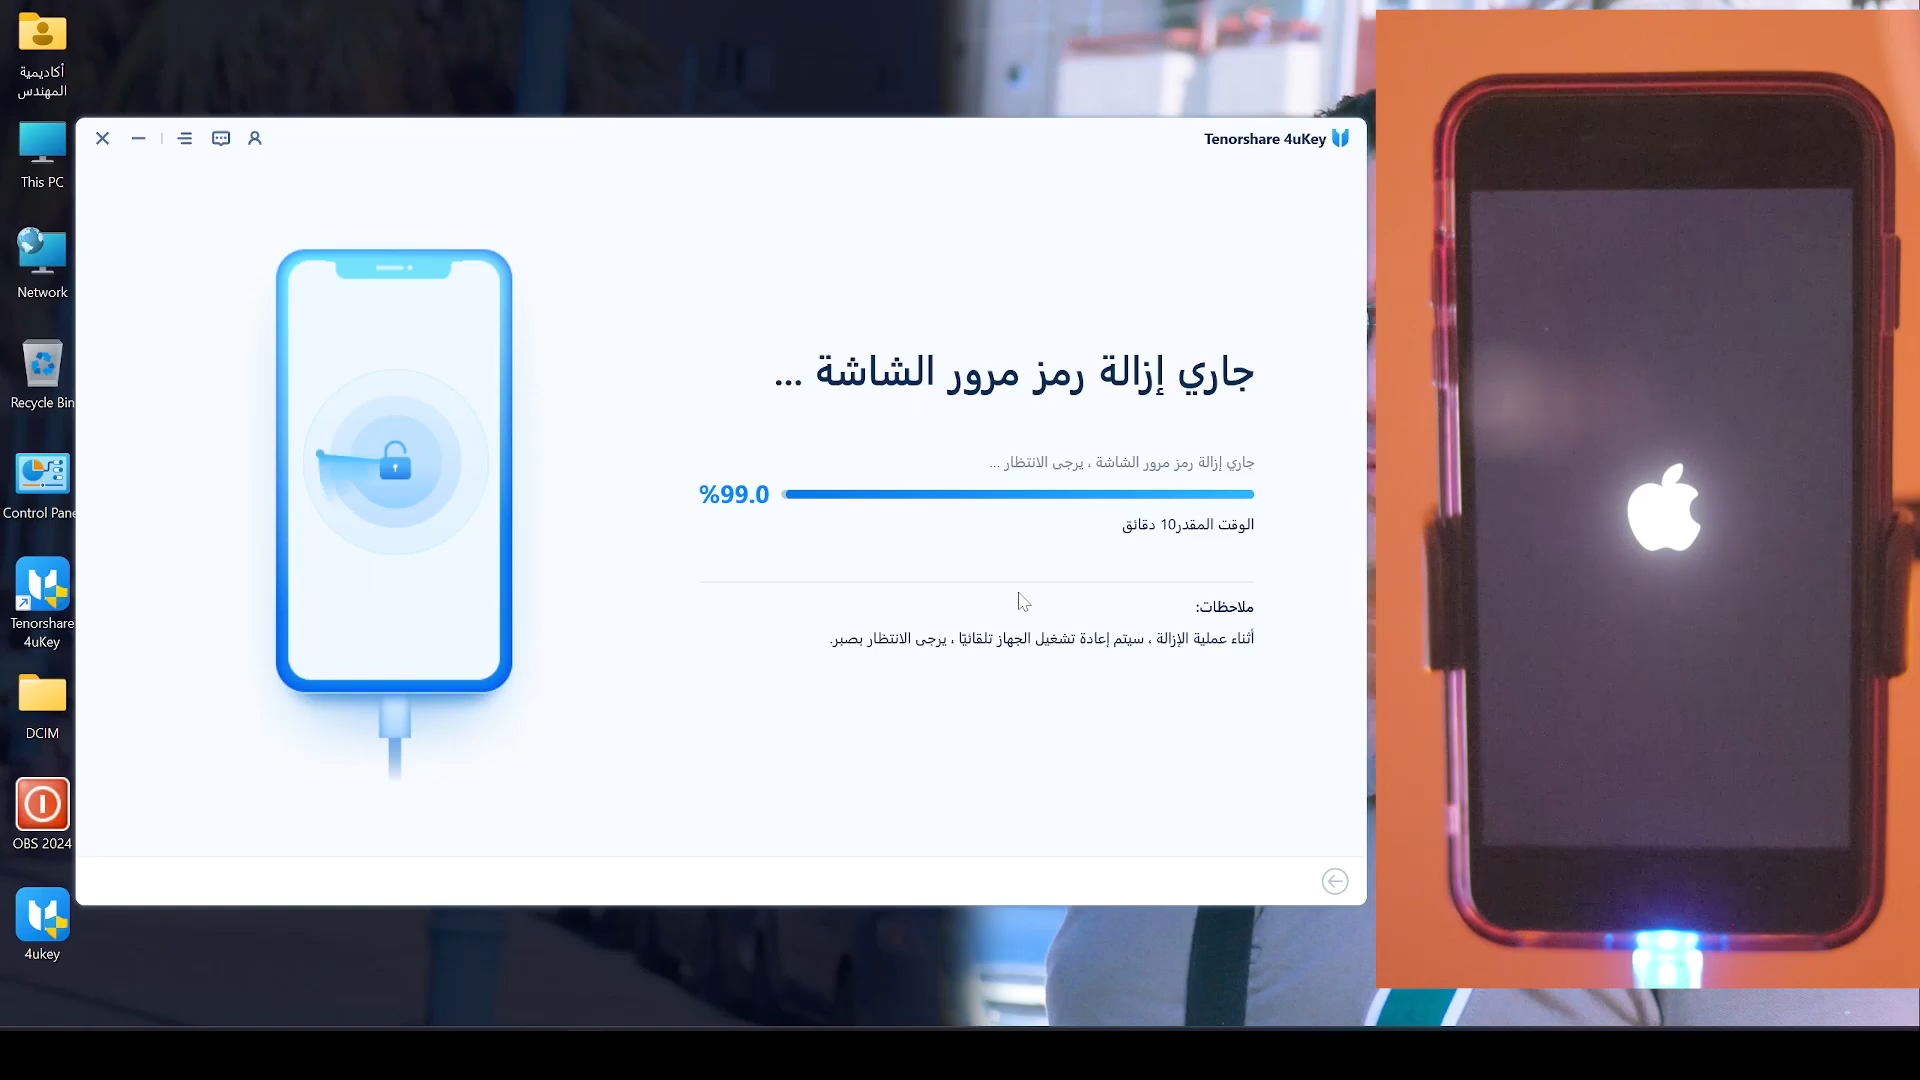 أكاديمية
المهندس
This PC
Network
Recycle Bin
Control Pane
Tenorshare
4uKey
DCIM
OBS 2024
4ukey
Tenorshare 4uKey
جاري إزالة رمز مرور الشاشة ...
جاري إزالة رمز مرور الشاشة ، يرجى الانتظار ...
%99.0
الوقت المقدر10 دقائق
ملاحظات:
أثناء عملية الإزالة ، سيتم إعادة تشغيل الجهاز تلقائيًا ، يرجى الانتظار بصبر.